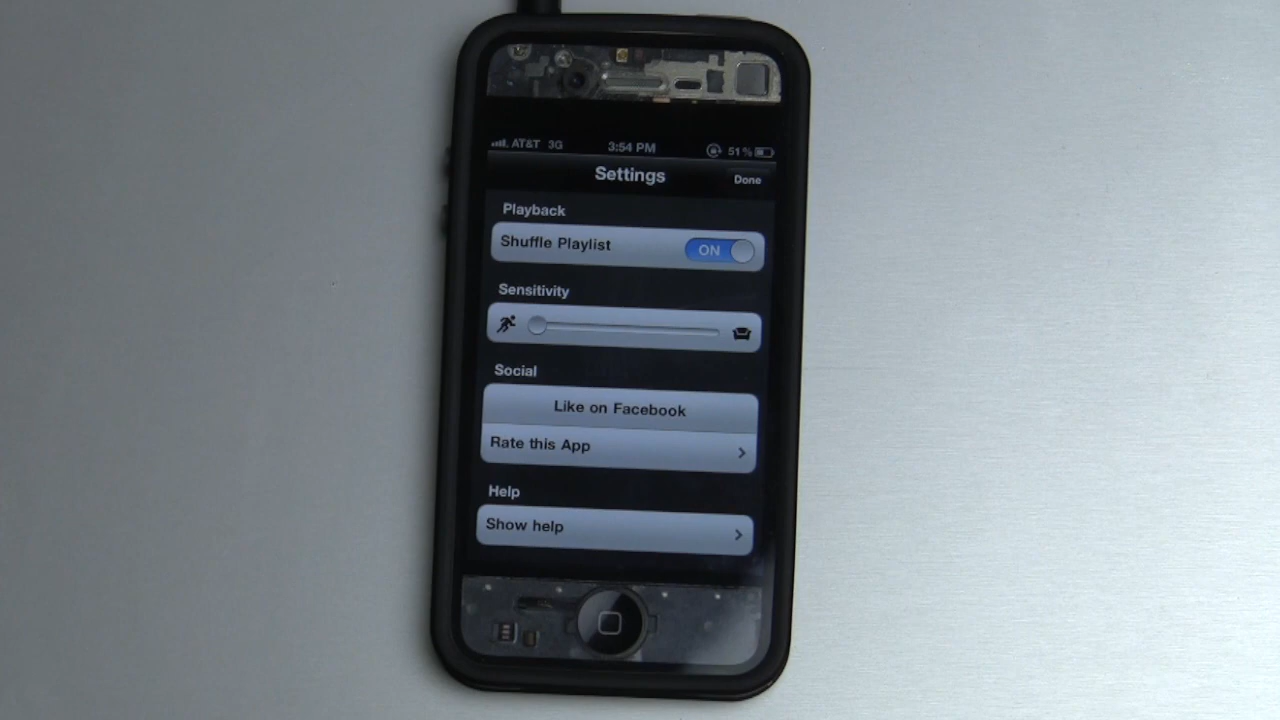 AT&T 3G 3:54 PM 51%
Settings Done
Playback
Shuffle Playlist ON
Sensitivity
Social
Like on Facebook
Rate this App
Help
Show help